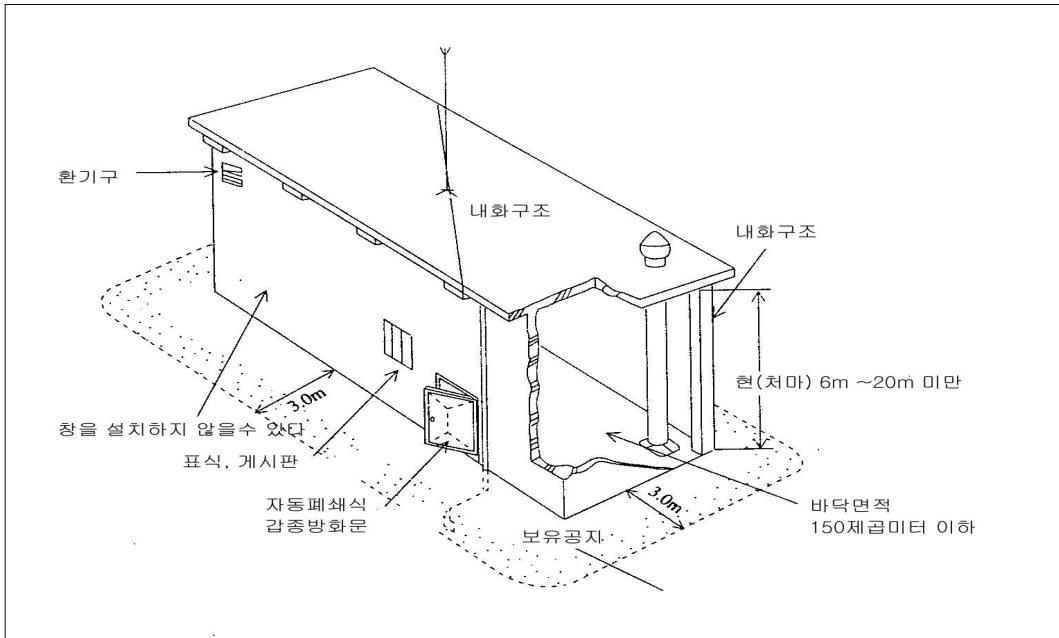 환기구
내화구조
내화구조
현(처마) 6m ~20m 미만
3.0m
창을 설치하지 않을수 있다
표식, 게시판
자동폐쇄식
갑종방화문
3.0m
보유공지
바닥면적
150제곱미터 이하